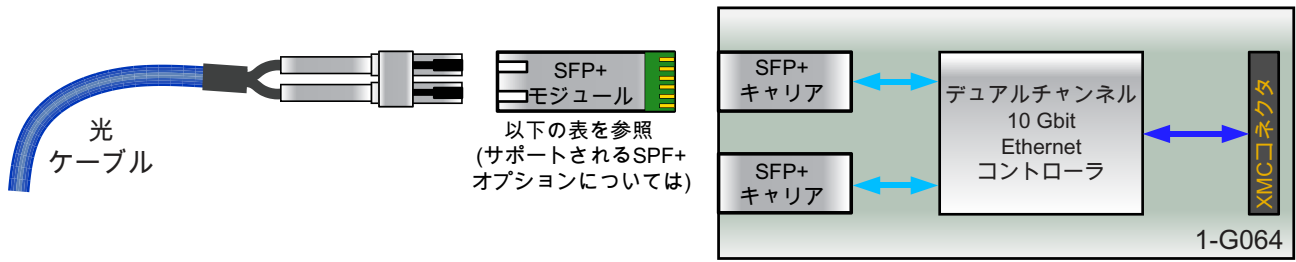 光
ケーブル
SFP+
モジュール
以下の表を参照
(サポートされるSPF+
オプションについては)
SFP+
キャリア
SFP+
キャリア
デュアルチャンネル
10 Gbit
Ethernet
コントローラ
XMCコネクタ
1-G064